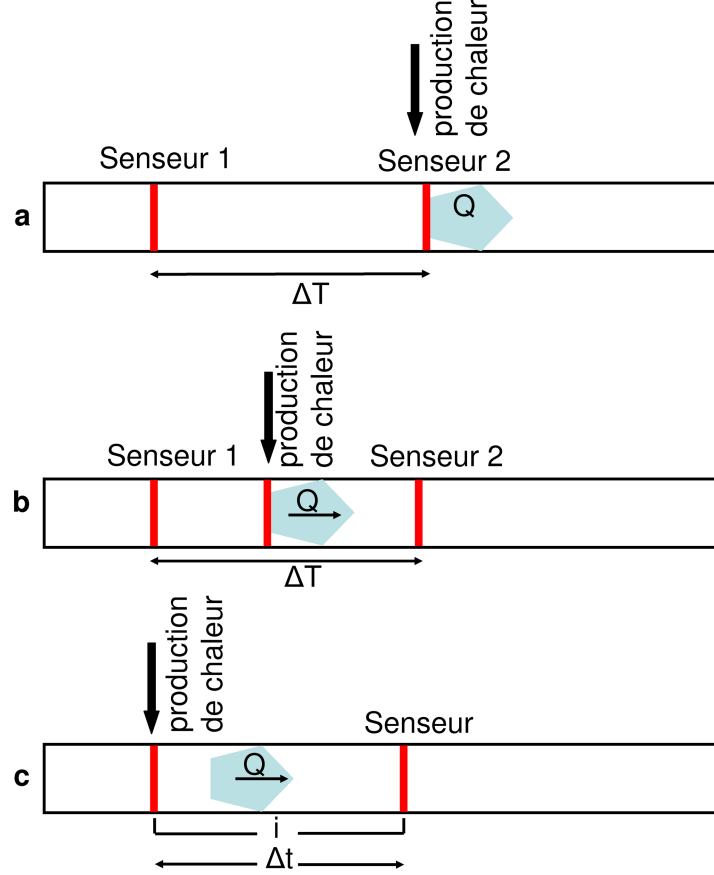 production
de chaleur
Senseur 1
Senseur 2
a
Q
ΔT
production
de chaleur
Senseur 1
Senseur 2
b
Q
ΔT
production
de chaleur
Senseur
c
Q
i
Δt